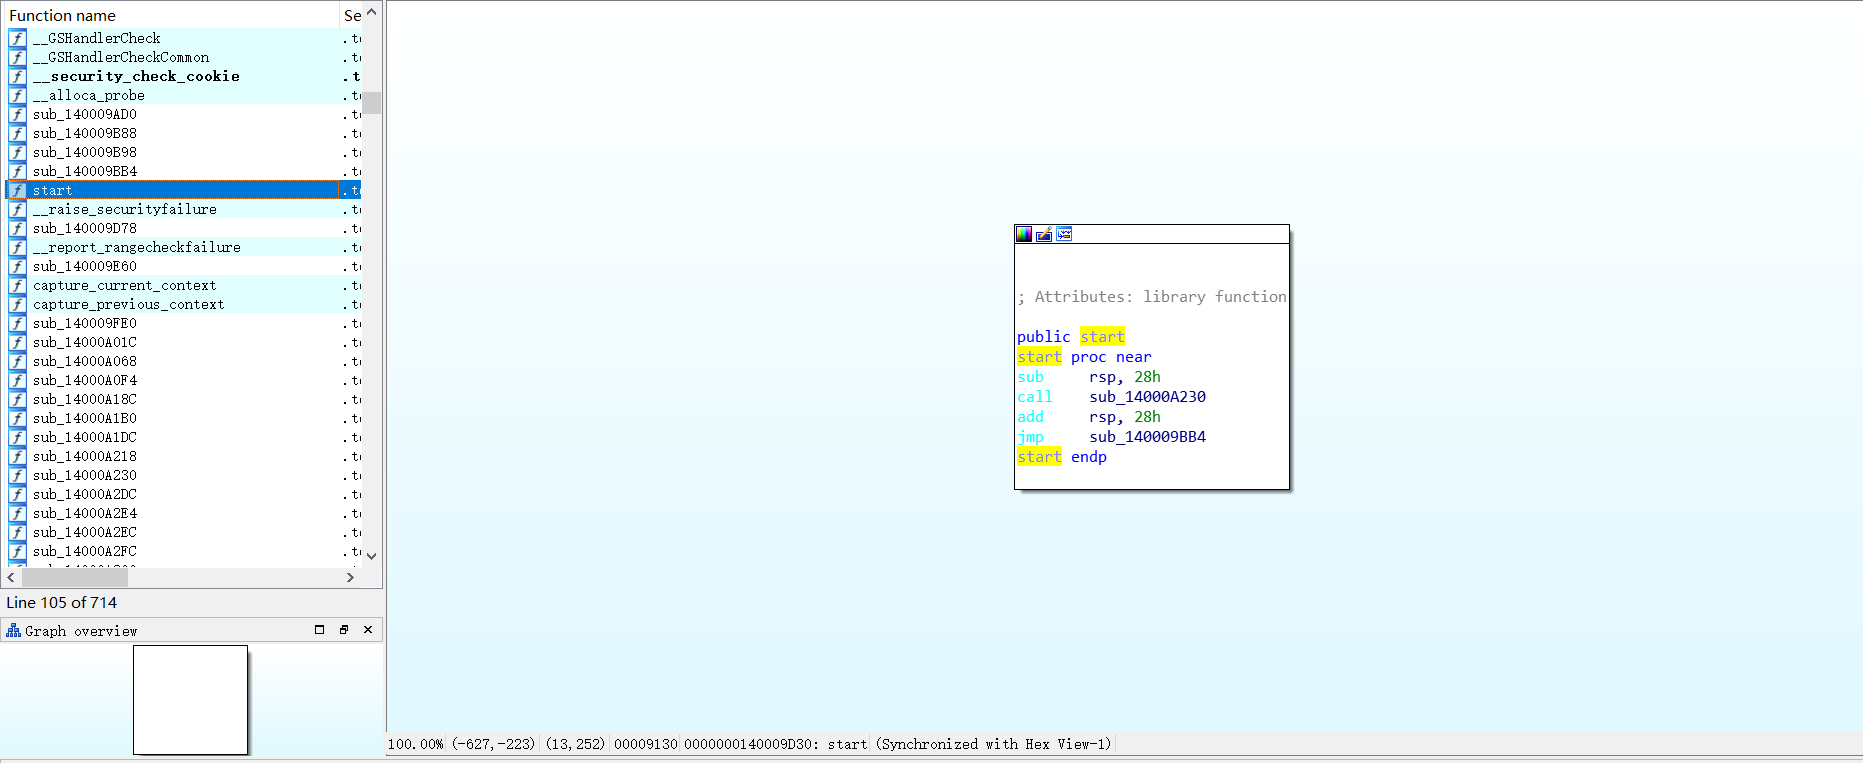 Function name Se
f __GSHandlerCheck .t
f __GSHandlerCheckCommon .t
f __security_check_cookie .t
f __alloca_probe .t
f sub_140009AD0 .t
f sub_140009B88 .t
f sub_140009B98 .t
f sub_140009BB4 .t
f start .t
f __raise_securityfailure .t
f sub_140009D78 .t
f __report_rangecheckfailure .t
f sub_140009E60 .t
f capture_current_context .t
f capture_previous_context .t
f sub_140009FE0 .t
f sub_14000A01C .t
f sub_14000A068 .t
f sub_14000A0F4 .t
f sub_14000A18C .t
f sub_14000A1B0 .t
f sub_14000A1DC .t
f sub_14000A218 .t
f sub_14000A230 .t
f sub_14000A2DC .t
f sub_14000A2E4 .t
f sub_14000A2EC .t
f sub_14000A2FC .t
Line 105 of 714
Graph overview
; Attributes: library function
public start
start proc near
sub rsp, 28h
call sub_14000A230
add rsp, 28h
jmp sub_140009BB4
start endp
100.00% (-627,-223) (13,252) 00009130 0000000140009D30: start (Synchronized with Hex View-1)